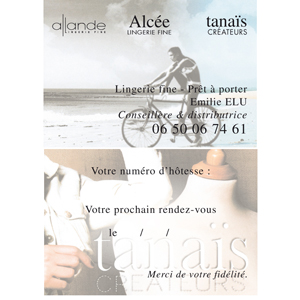 allande
LINGERIE FINE
Alcée
LINGERIE FINE
tanaïs
CRÉATEURS
Lingerie fine - Prêt à porter
Emilie ELU
Conseillère & distributrice
06 50 06 74 61
Votre numéro d'hôtesse :
Votre prochain rendez-vous
le / /
tanaïs
CRÉATEURS
Merci de votre fidélité.